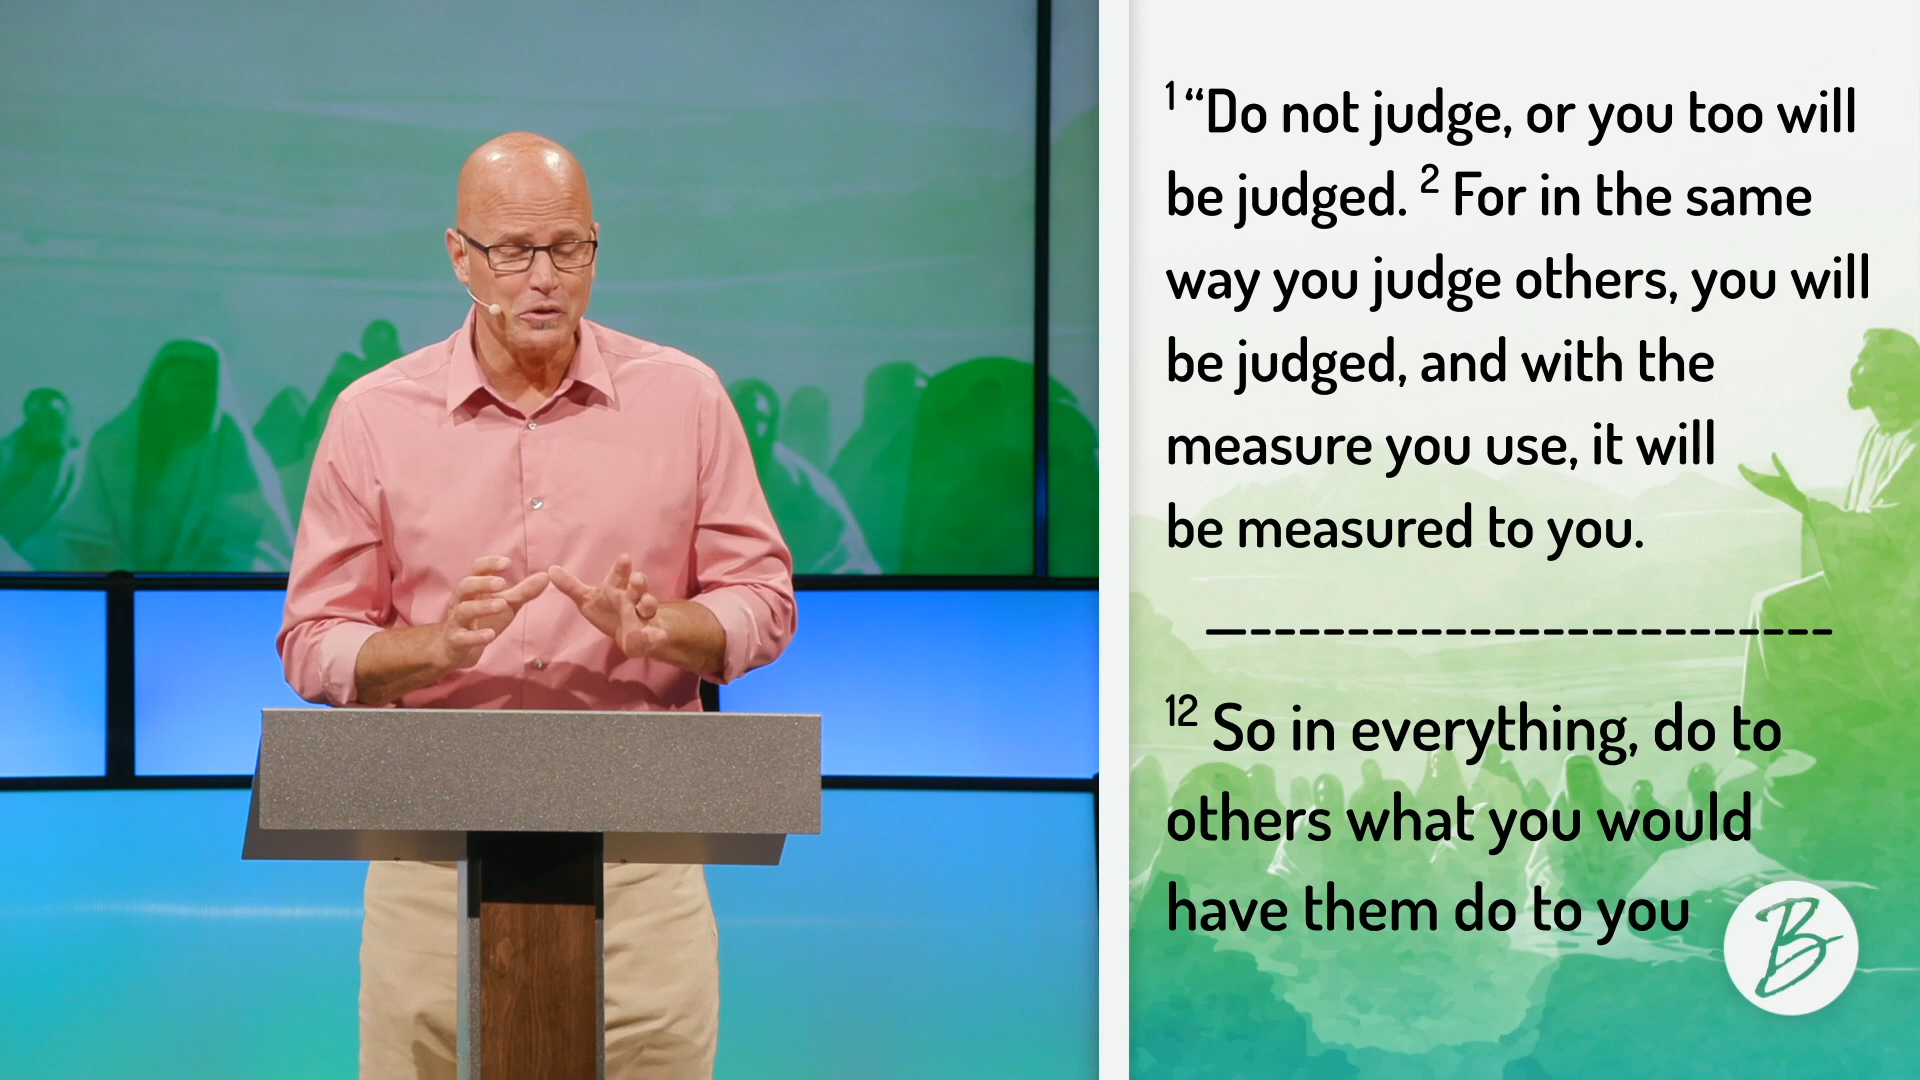 1 “Do not judge, or you too will
be judged. 2 For in the same
way you judge others, you will
be judged, and with the
measure you use, it will
be measured to you.
—-------------------------
12 So in everything, do to
others what you would
have them do to you
B